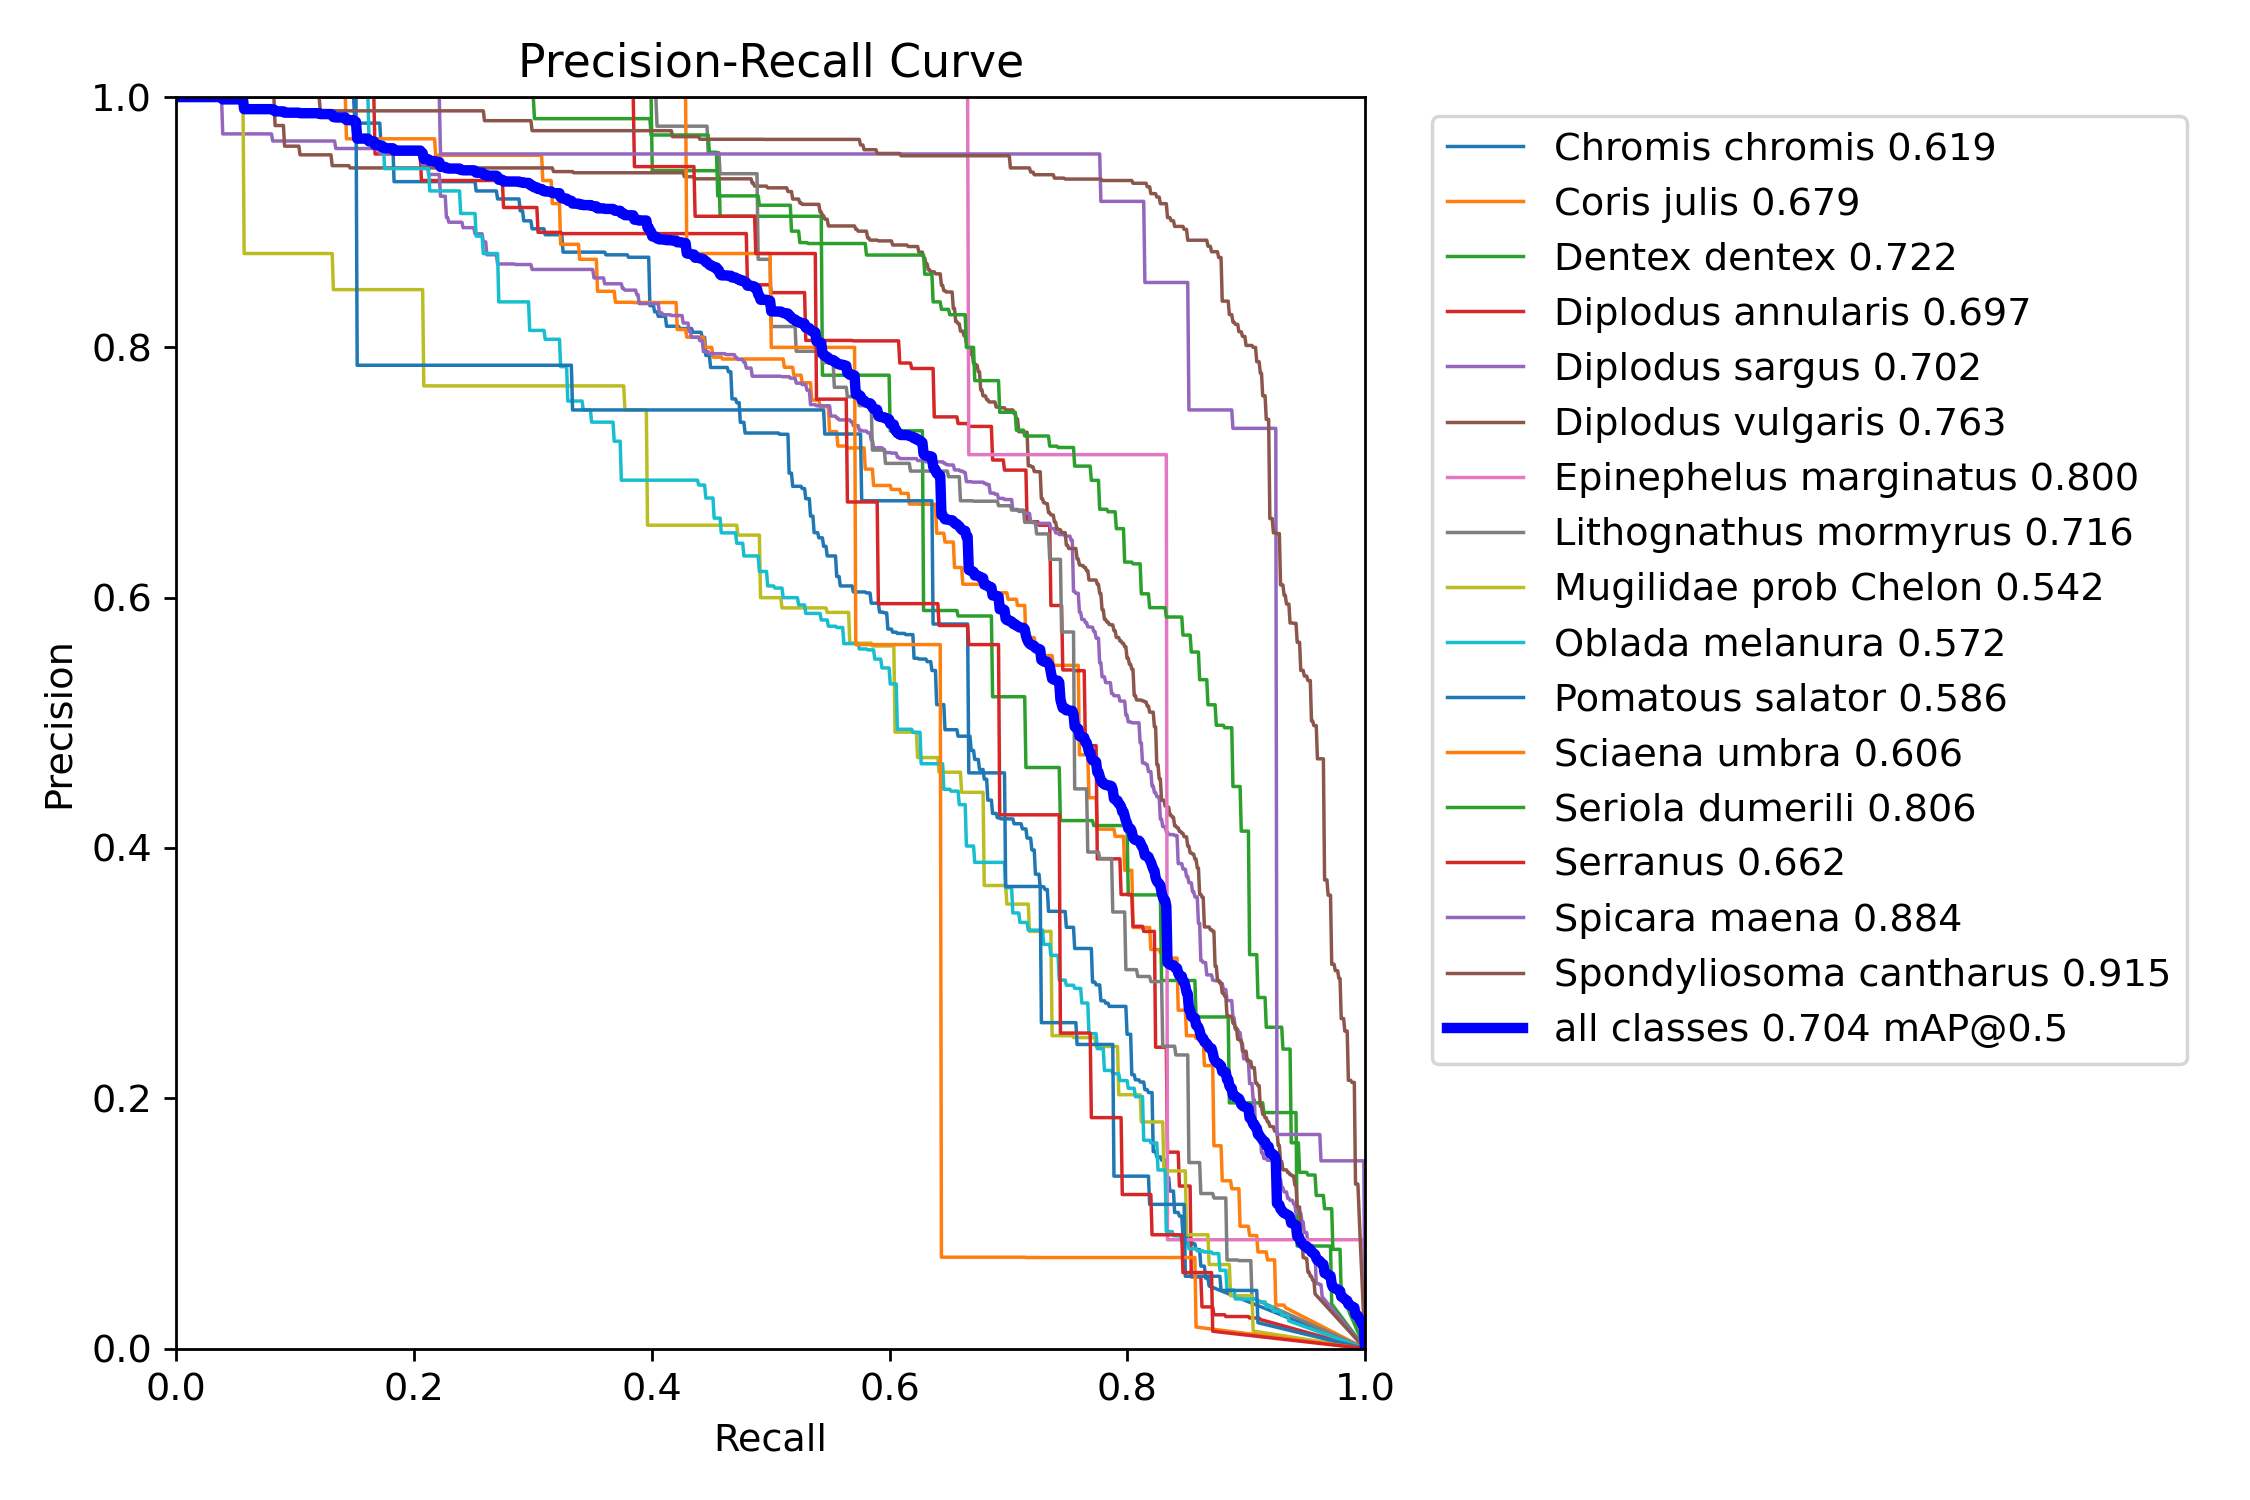 Precision-Recall Curve
1.0
0.8
0.6
0.4
0.2
0.0
Precision
0.0 0.2 0.4 0.6 0.8 1.0
Recall
Chromis chromis 0.619
Coris julis 0.679
Dentex dentex 0.722
Diplodus annularis 0.697
Diplodus sargus 0.702
Diplodus vulgaris 0.763
Epinephelus marginatus 0.800
Lithognathus mormyrus 0.716
Mugilidae prob Chelon 0.542
Oblada melanura 0.572
Pomatous salator 0.586
Sciaena umbra 0.606
Seriola dumerili 0.806
Serranus 0.662
Spicara maena 0.884
Spondyliosoma cantharus 0.915
all classes 0.704 mAP@0.5